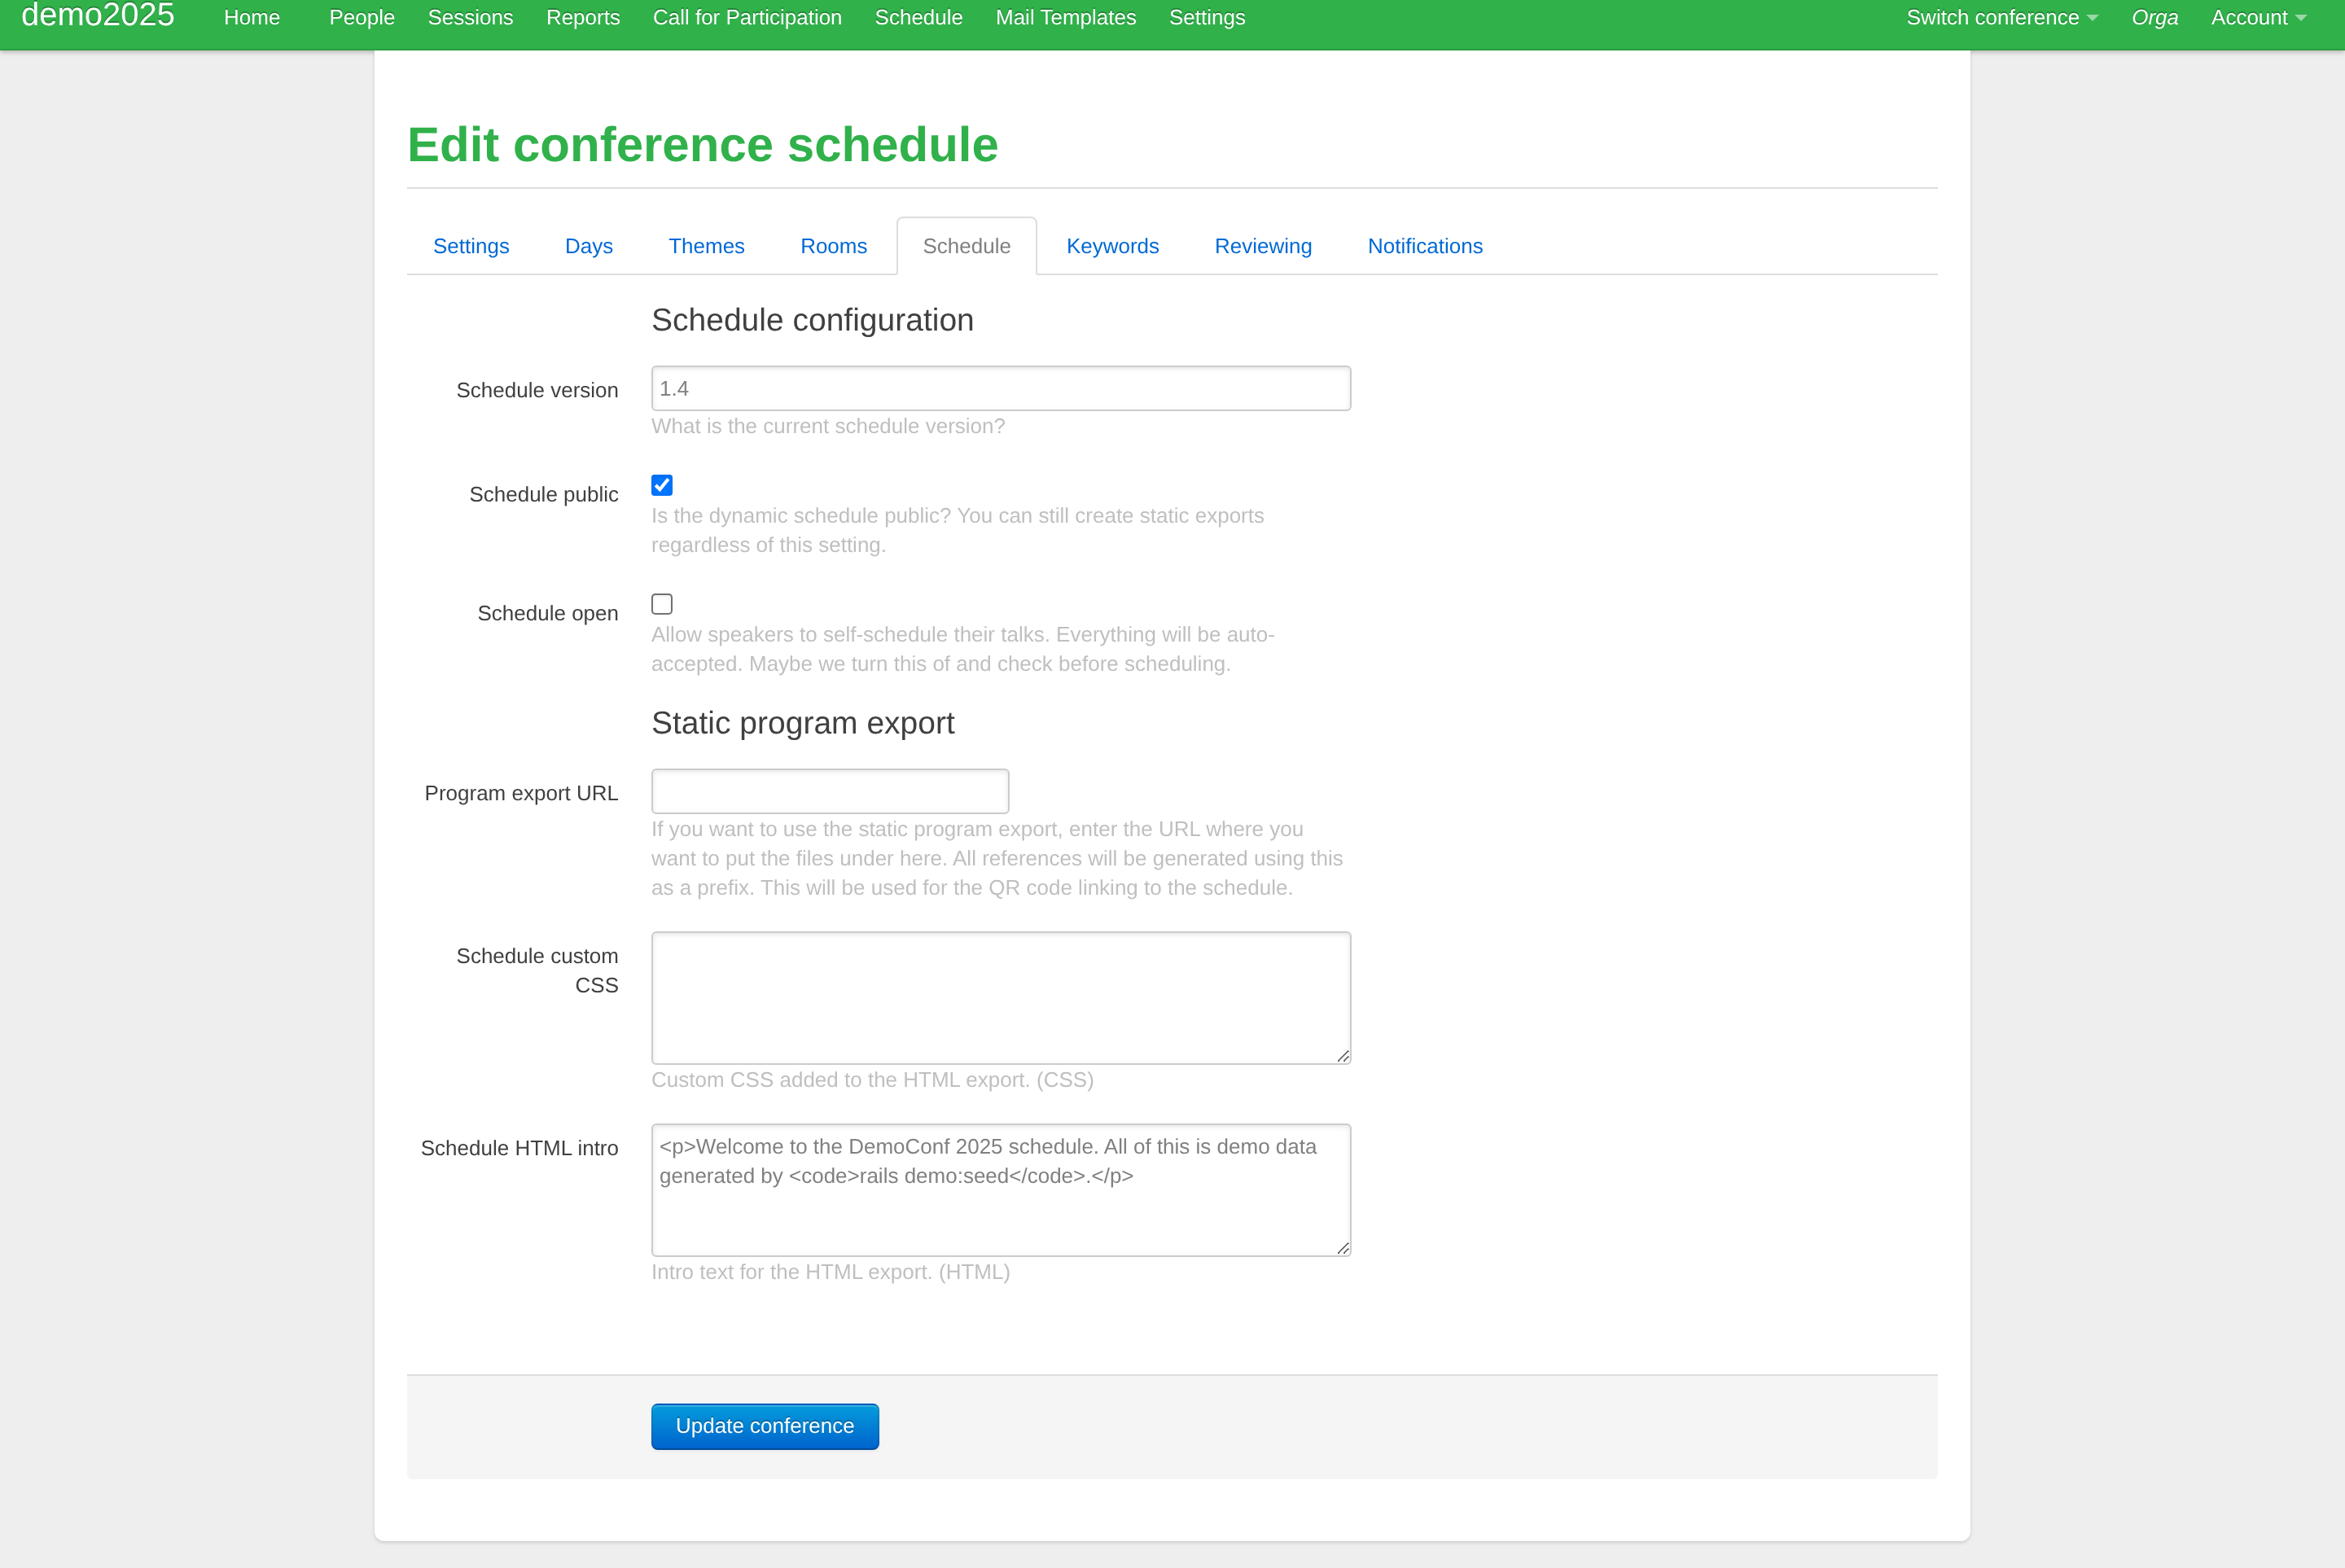 demo2025 Home People Sessions Reports Call for Participation Schedule Mail Templates Settings Switch conference Orga Account
Edit conference schedule
Settings Days Themes Rooms Schedule Keywords Reviewing Notifications
Schedule configuration
Schedule version 1.4
What is the current schedule version?
Schedule public
Is the dynamic schedule public? You can still create static exports
regardless of this setting.
Schedule open
Allow speakers to self-schedule their talks. Everything will be auto-
accepted. Maybe we turn this of and check before scheduling.
Static program export
Program export URL
If you want to use the static program export, enter the URL where you
want to put the files under here. All references will be generated using this
as a prefix. This will be used for the QR code linking to the schedule.
Schedule custom
CSS
Custom CSS added to the HTML export. (CSS)
Schedule HTML intro
<p>Welcome to the DemoConf 2025 schedule. All of this is demo data
generated by <code>rails demo:seed</code>.</p>
Intro text for the HTML export. (HTML)
Update conference